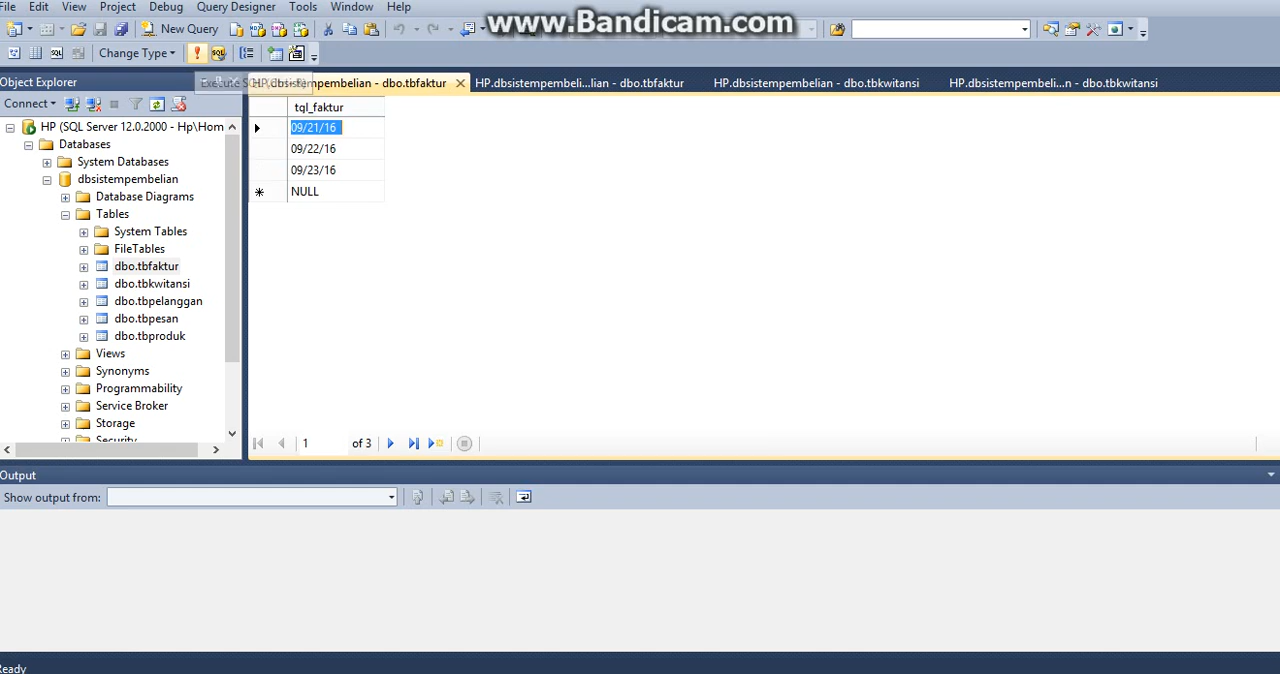 File Edit View Project Debug Query Designer Tools Window Help
www.Bandicam.com
New Query
Change Type
Object Explorer
HP.dbsistempembelian - dbo.tbfaktur
HP.dbsistempembeli...lian - dbo.tbfaktur
HP.dbsistempembelian - dbo.tbkwitansi
HP.dbsistempembeli...n - dbo.tbkwitansi
Connect
tql_faktur
HP (SQL Server 12.0.2000 - Hp\Hom
09/21/16
Databases
09/22/16
System Databases
09/23/16
dbsistempembelian
NULL
Database Diagrams
Tables
System Tables
FileTables
dbo.tbfaktur
dbo.tbkwitansi
dbo.tbpelanggan
dbo.tbpesan
dbo.tbproduk
Views
Synonyms
Programmability
Service Broker
Storage
Security
1 of 3
Output
Show output from:
Ready